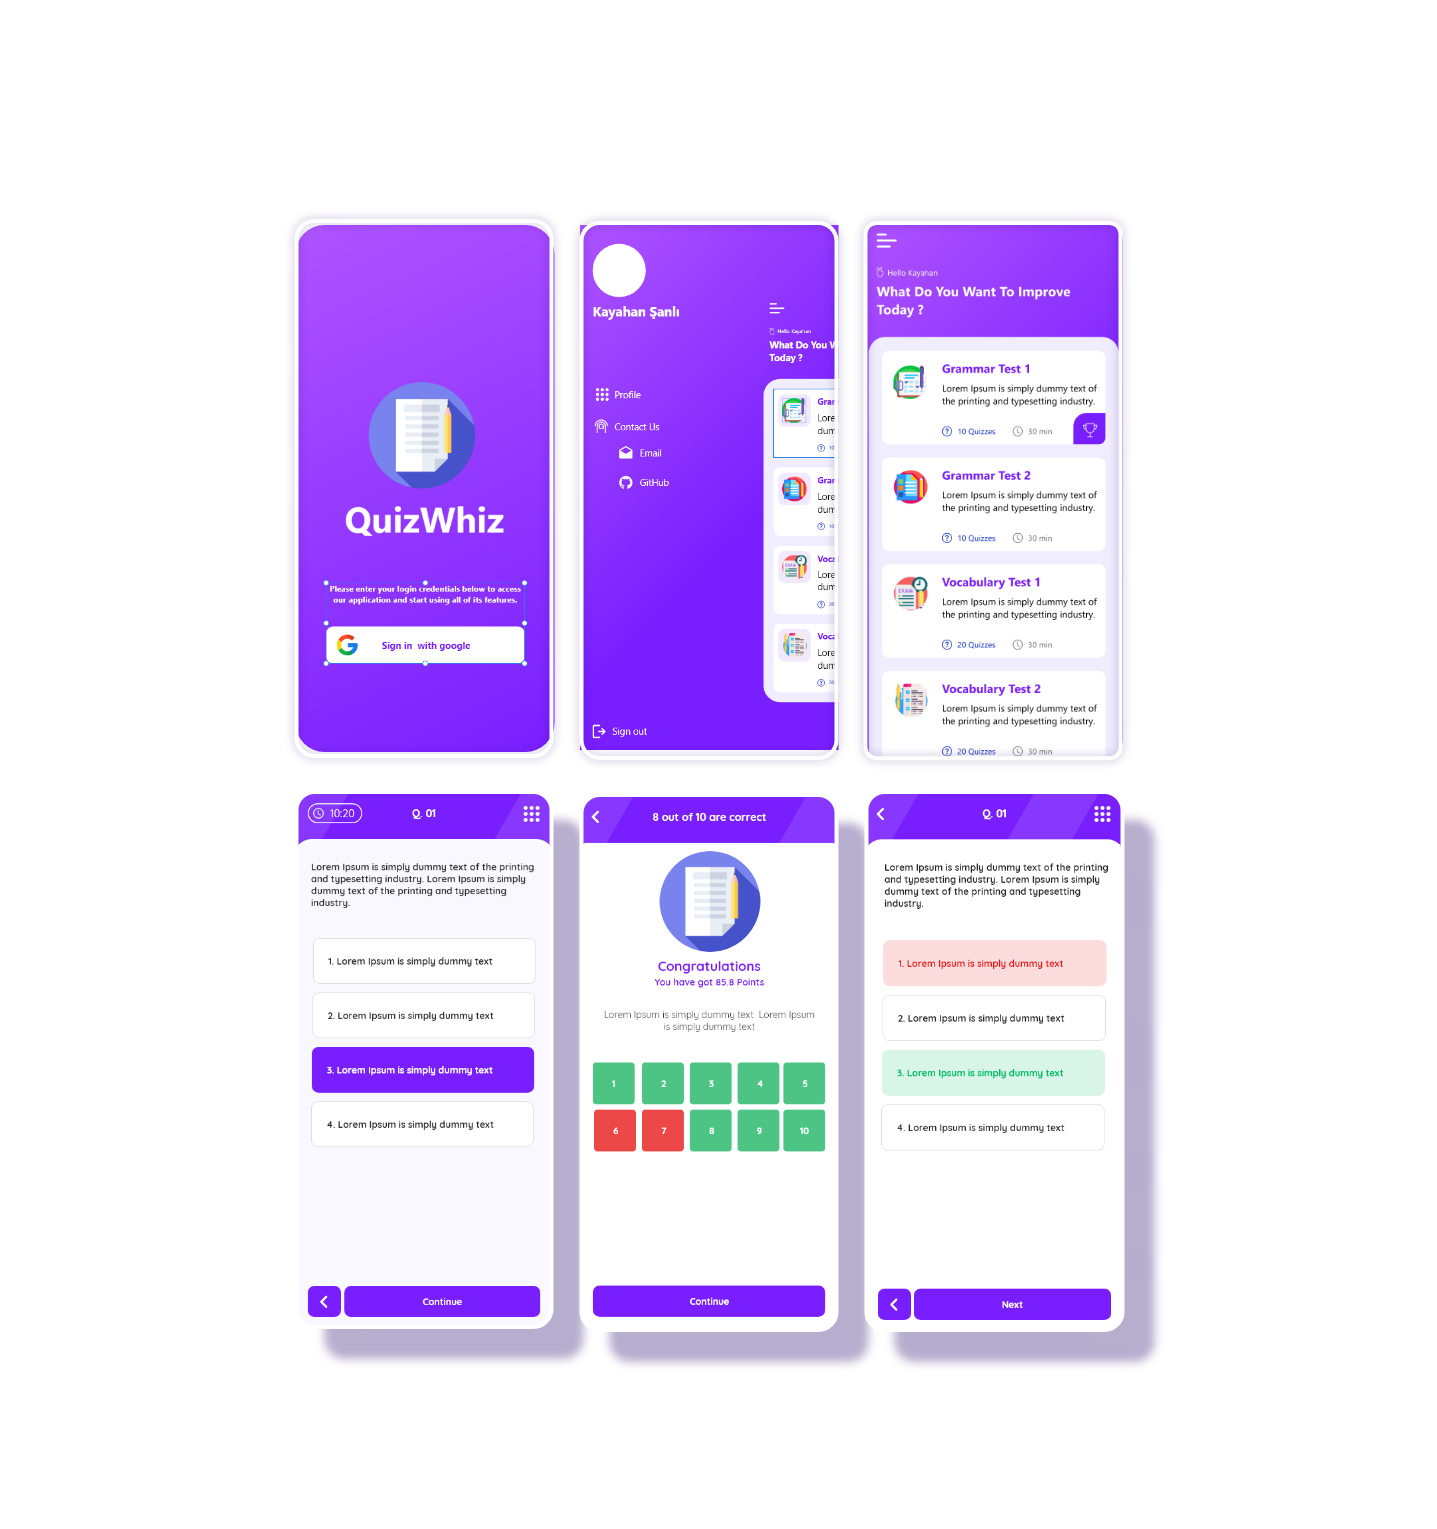 QuizWhiz
Please enter your login credentials below to access
our application and start using all of its features.
Sign in with google
Kayahan Şanlı
Profile
Contact Us
Email
GitHub
Sign out
What Do You
Today ?
Hello Kayahan
What Do You Want To Improve
Today ?
Grammar Test 1
Lorem Ipsum is simply dummy text of
the printing and typesetting industry.
10 Quizzes 30 min
Grammar Test 2
Lorem Ipsum is simply dummy text of
the printing and typesetting industry.
10 Quizzes 30 min
Vocabulary Test 1
Lorem Ipsum is simply dummy text of
the printing and typesetting industry.
20 Quizzes 30 min
Vocabulary Test 2
Lorem Ipsum is simply dummy text of
the printing and typesetting industry.
20 Quizzes 30 min
10:20 Q. 01
Lorem Ipsum is simply dummy text of the printing
and typesetting industry. Lorem Ipsum is simply
dummy text of the printing and typesetting
industry.
1. Lorem Ipsum is simply dummy text
2. Lorem Ipsum is simply dummy text
3. Lorem Ipsum is simply dummy text
4. Lorem Ipsum is simply dummy text
Continue
8 out of 10 are correct
Congratulations
You have got 85.8 Points
Lorem Ipsum is simply dummy text Lorem Ipsum
is simply dummy text
1 2 3 4 5
6 7 8 9 10
Continue
Q. 01
Lorem Ipsum is simply dummy text of the printing
and typesetting industry. Lorem Ipsum is simply
dummy text of the printing and typesetting
industry.
1. Lorem Ipsum is simply dummy text
2. Lorem Ipsum is simply dummy text
3. Lorem Ipsum is simply dummy text
4. Lorem Ipsum is simply dummy text
Next